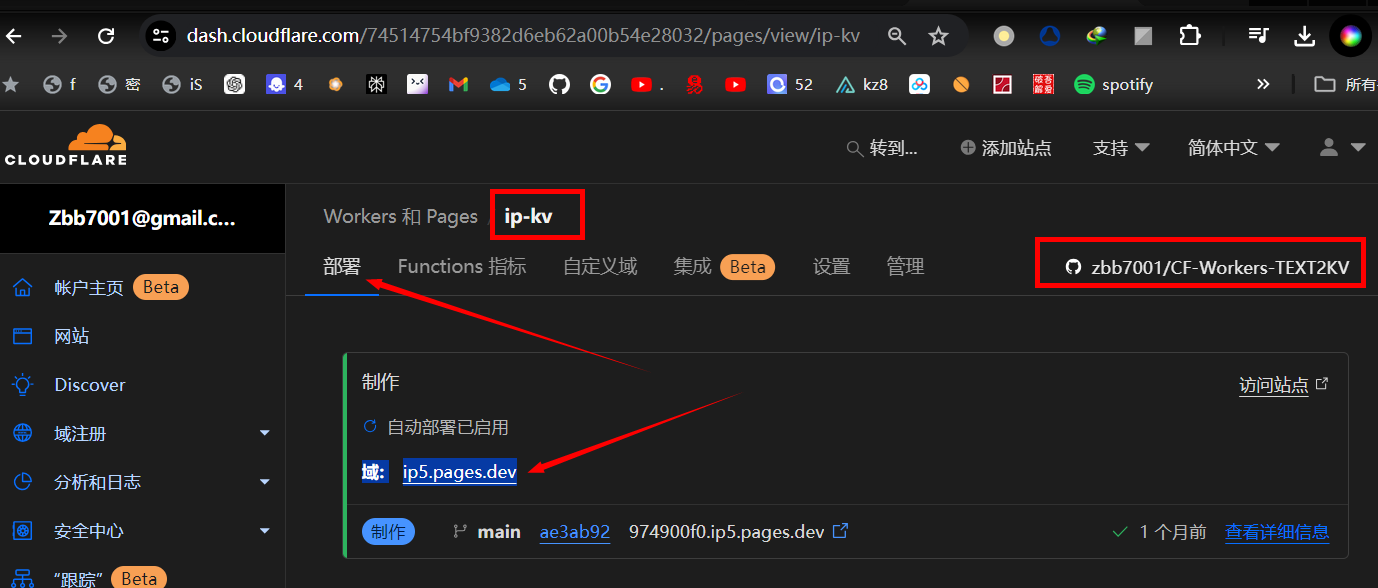 dash.cloudflare.com/74514754bf9382d6eb62a00b54e28032/pages/view/ip-kv
f 密 iS 4 5 . 52 kz8 破吾解爱 spotify » 所有
CLOUDFLARE 转到... 添加站点 支持 简体中文
Zbb7001@gmail.c...
Workers 和 Pages / ip-kv
部署 Functions 指标 自定义域 集成 Beta 设置 管理 zbb7001/CF-Workers-TEXT2KV
帐户主页 Beta
网站
Discover
域注册
分析和日志
安全中心
“跟踪” Beta
制作 访问站点
自动部署已启用
域: ip5.pages.dev
制作 main ae3ab92 974900f0.ip5.pages.dev 1 个月前 查看详细信息